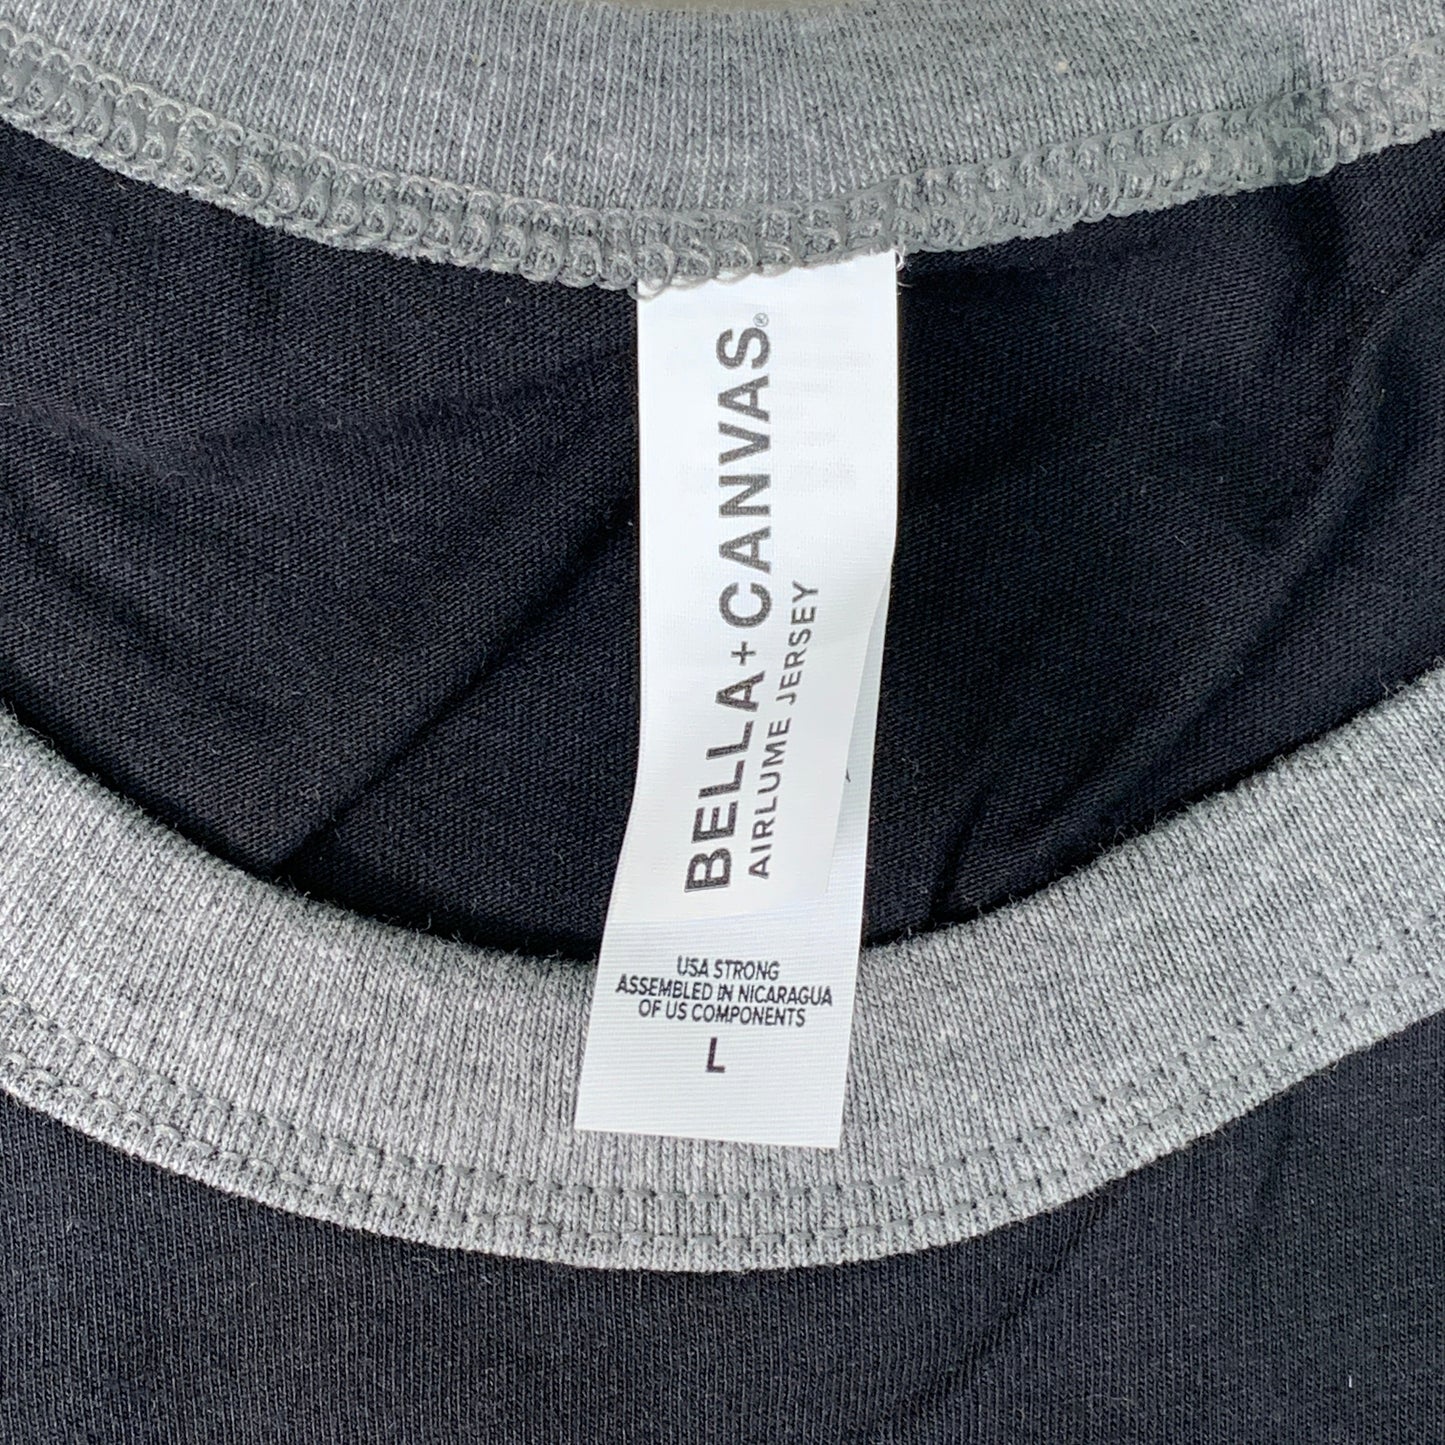 BELLA+CANVAS®
AIRLUME JERSEY
USA STRONG
ASSEMBLED IN NICARAGUA
OF US COMPONENTS
L